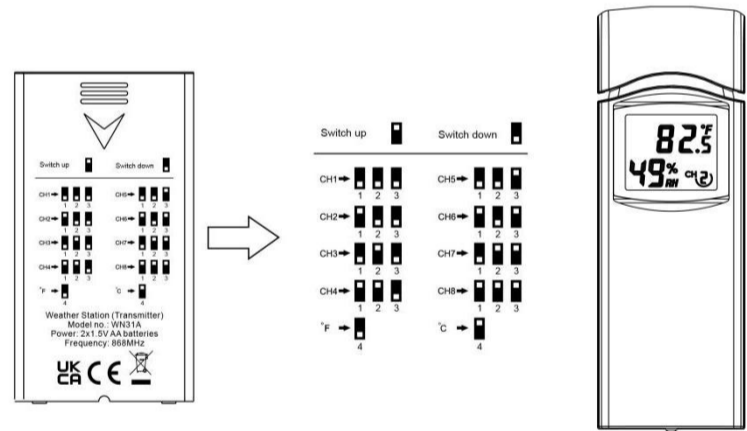 Switch up Switch down
CH1 CH5
1 2 3 1 2 3
CH2 CH6
1 2 3 1 2 3
CH3 CH7
1 2 3 1 2 3
CH4 CH8
1 2 3 1 2 3
°F °C
4 4
Weather Station (Transmitter)
Model no.: WN31A
Power: 2x1.5V AA batteries
Frequency: 868MHz
UK
CA CE
Switch up Switch down
CH1 CH5
1 2 3 1 2 3
CH2 CH6
1 2 3 1 2 3
CH3 CH7
1 2 3 1 2 3
CH4 CH8
1 2 3 1 2 3
°F °C
4 4
82.5 °F
49 % RH CH 2